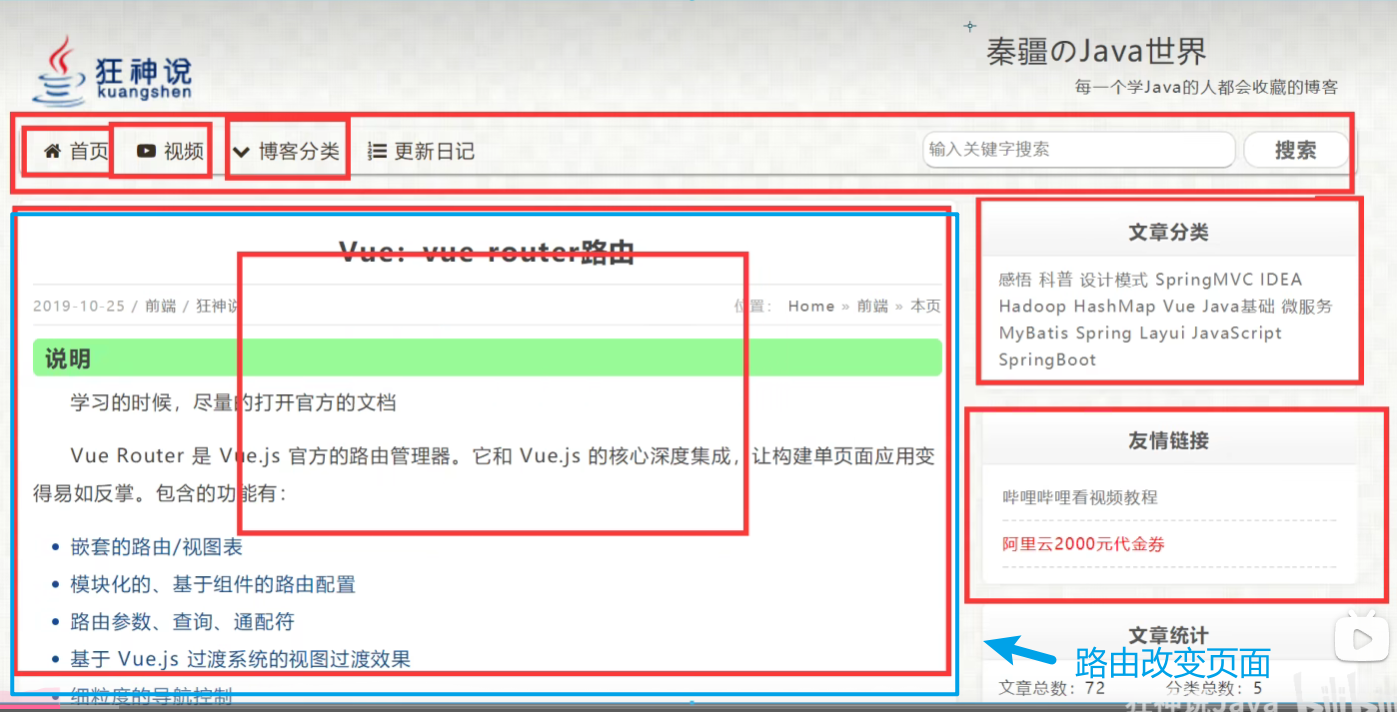 狂神说
kuangshen
秦疆のJava世界
每一个学Java的人都会收藏的博客
首页 视频 博客分类 更新日记 输入关键字搜索 搜索
Vue：vue-router路由
2019-10-25 / 前端 / 狂神说
位置： Home » 前端 » 本页
说明
学习的时候，尽量的打开官方的文档
Vue Router 是 Vue.js 官方的路由管理器。它和 Vue.js 的核心深度集成，让构建单页面应用变
得易如反掌。包含的功能有：
嵌套的路由/视图表
模块化的、基于组件的路由配置
路由参数、查询、通配符
基于 Vue.js 过渡系统的视图过渡效果
细粒度的导航控制
文章分类
感悟 科普 设计模式 SpringMVC IDEA
Hadoop HashMap Vue Java基础 微服务
MyBatis Spring Layui JavaScript
SpringBoot
友情链接
哔哩哔哩看视频教程
阿里云2000元代金券
文章统计
路由改变页面
文章总数：72 分类总数：5
狂神说Java